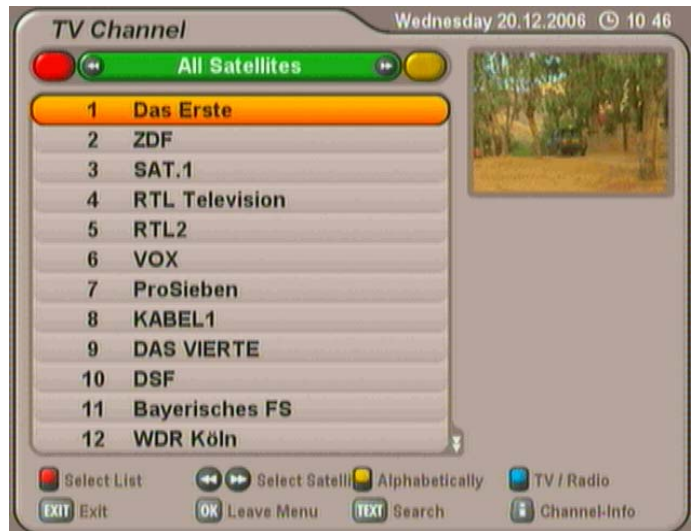 TV Channel
Wednesday 20.12.2006 10 46
All Satellites
1 Das Erste
2 ZDF
3 SAT.1
4 RTL Television
5 RTL2
6 VOX
7 ProSieben
8 KABEL1
9 DAS VIERTE
10 DSF
11 Bayerisches FS
12 WDR Köln
Select List Select Satelli Alphabetically TV / Radio
EXIT Exit OK Leave Menu TEXT Search i Channel-Info